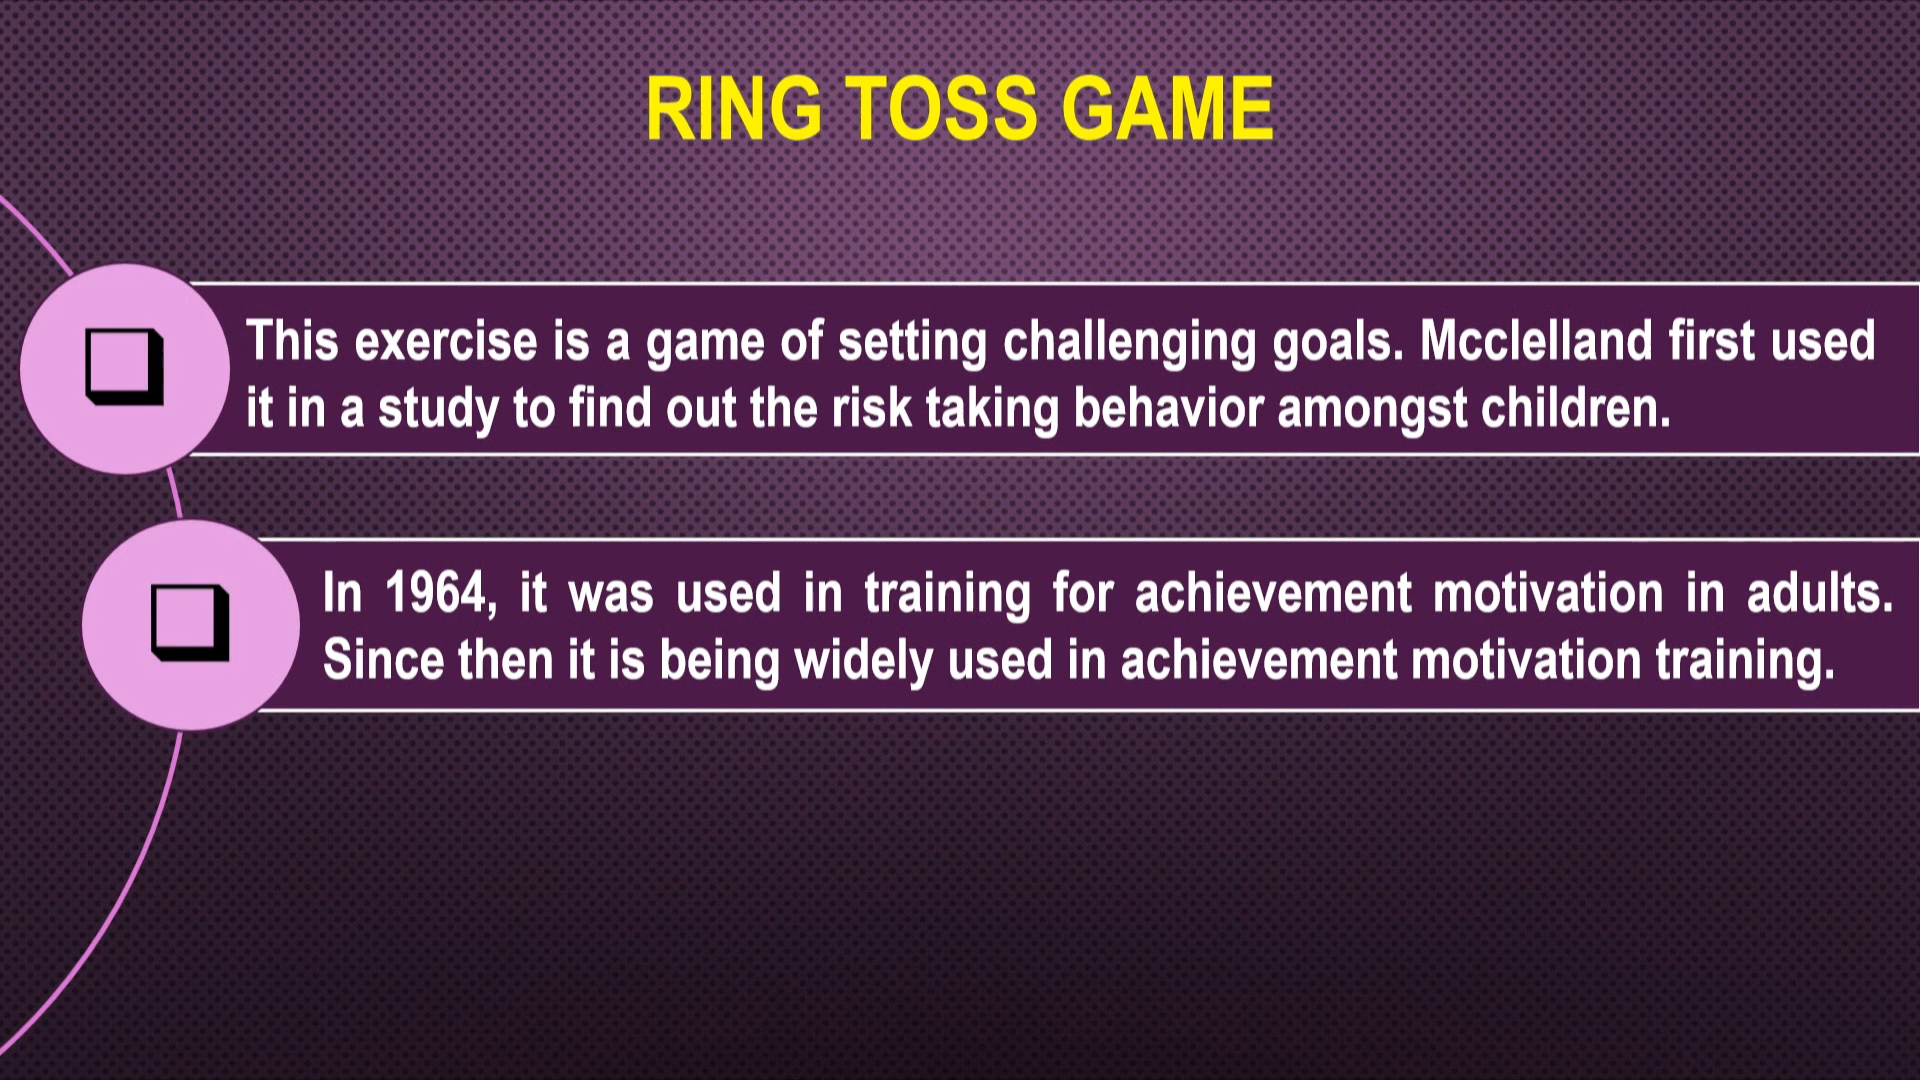 RING TOSS GAME
This exercise is a game of setting challenging goals. Mcclelland first used
it in a study to find out the risk taking behavior amongst children.
In 1964, it was used in training for achievement motivation in adults.
Since then it is being widely used in achievement motivation training.